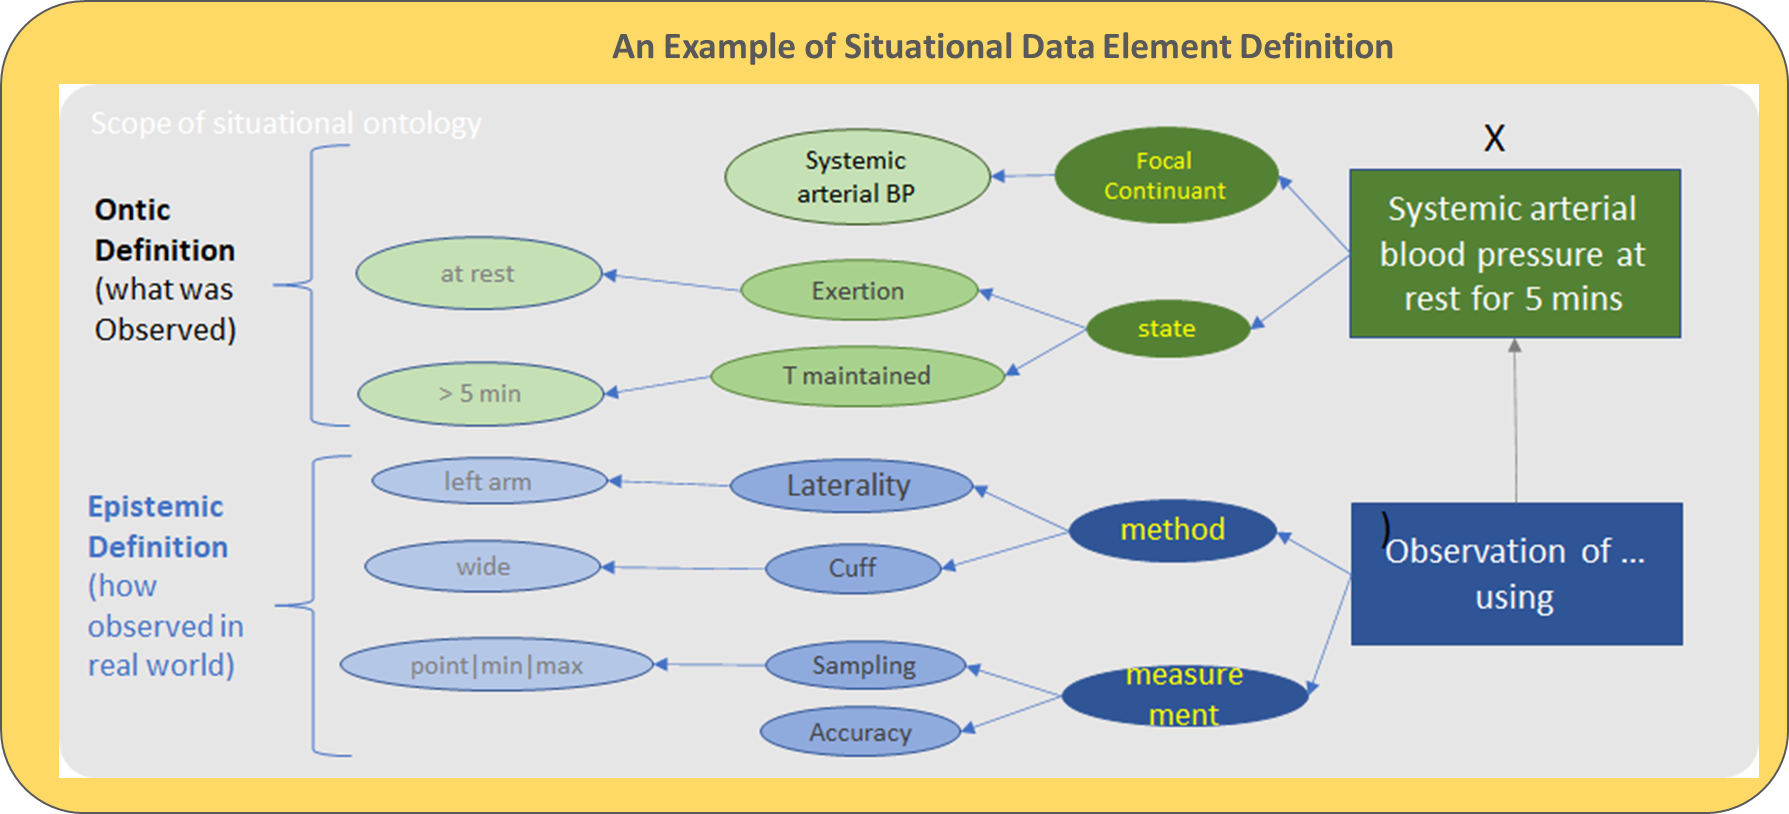 An Example of Situational Data Element Definition
Scope of situational ontology
X
Ontic
Definition
(what was
Observed)
Systemic
arterial BP
Focal
Continuant
Systemic arterial
blood pressure at
rest for 5 mins
at rest
Exertion
state
> 5 min
T maintained
Epistemic
Definition
(how
observed in
real world)
left arm
Laterality
method
)
Observation of ...
using
wide
Cuff
point|min|max
Sampling
measure
ment
Accuracy